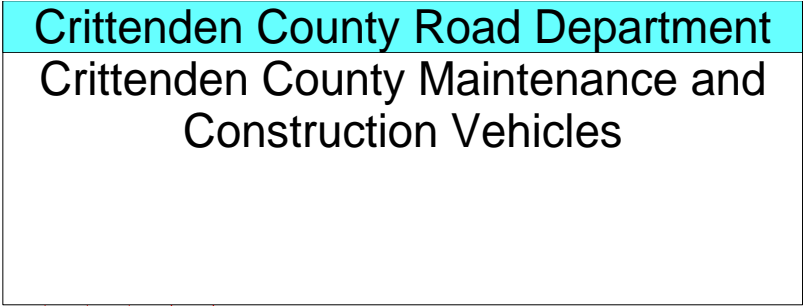 Crittenden County Road Department
Crittenden County Maintenance and
Construction Vehicles